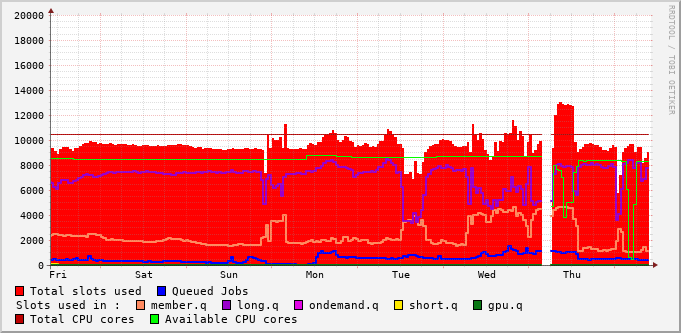 RRDTOOL / TOBI OETIKER
20000
18000
16000
14000
12000
10000
8000
6000
4000
2000
0
Fri Sat Sun Mon Tue Wed Thu
Total slots used Queued Jobs
Slots used in : member.q long.q ondemand.q short.q gpu.q
Total CPU cores Available CPU cores